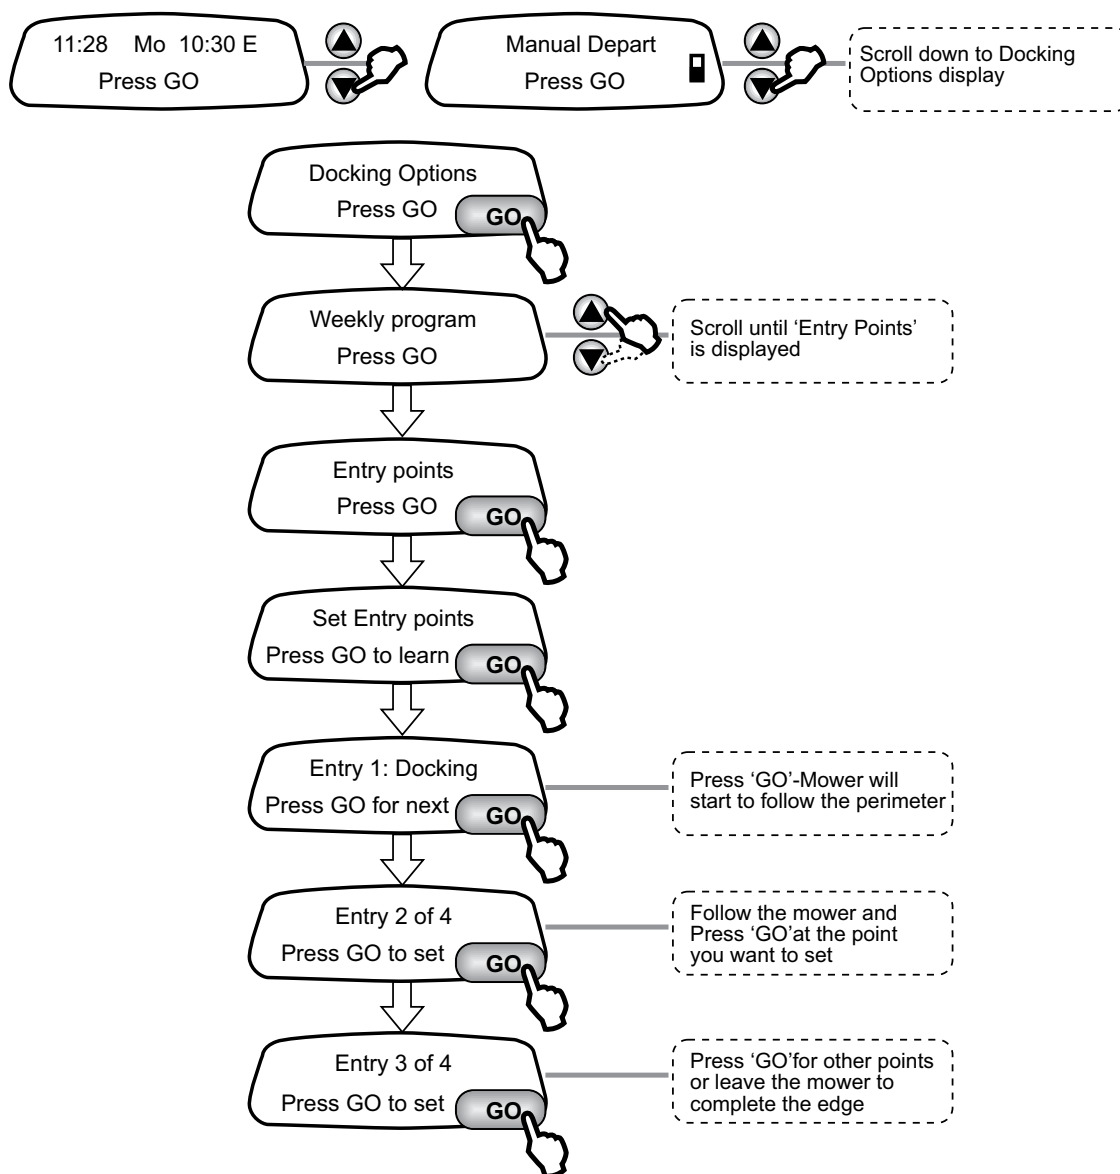 11:28 Mo 10:30 E
Press GO
Manual Depart
Press GO
Scroll down to Docking
Options display
Docking Options
Press GO
GO
Weekly program
Press GO
Scroll until ‘Entry Points’
is displayed
Entry points
Press GO
GO
Set Entry points
Press GO to learn
GO
Entry 1: Docking
Press GO for next
GO
Press ‘GO’-Mower will
start to follow the perimeter
Entry 2 of 4
Press GO to set
GO
Follow the mower and
Press ‘GO’at the point
you want to set
Entry 3 of 4
Press GO to set
GO
Press ‘GO’for other points
or leave the mower to
complete the edge